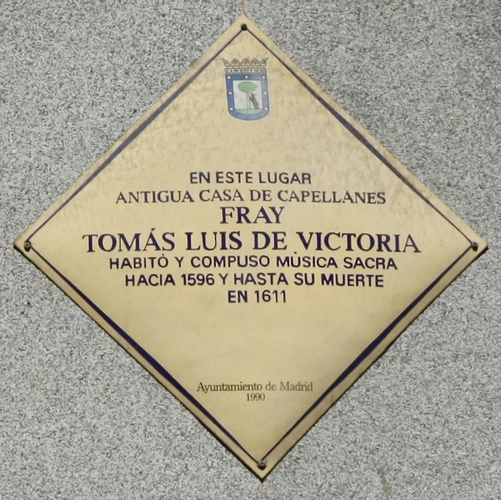 EN ESTE LUGAR
ANTIGUA CASA DE CAPELLANES
FRAY
TOMÁS LUIS DE VICTORIA
HABITÓ Y COMPUSO MÚSICA SACRA
HACIA 1596 Y HASTA SU MUERTE
EN 1611
Ayuntamiento de Madrid
1990